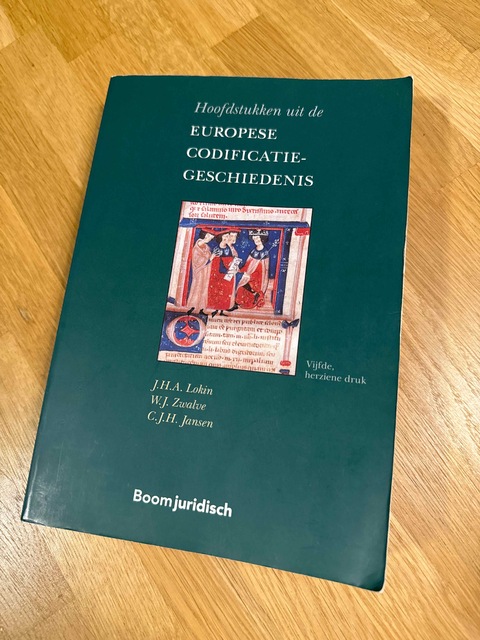 Hoofdstukken uit de
EUROPESE
CODIFICATIE-
GESCHIEDENIS
Vijfde,
herziene druk
J.H.A. Lokin
W.J. Zwalve
C.J.H. Jansen
Boom juridisch